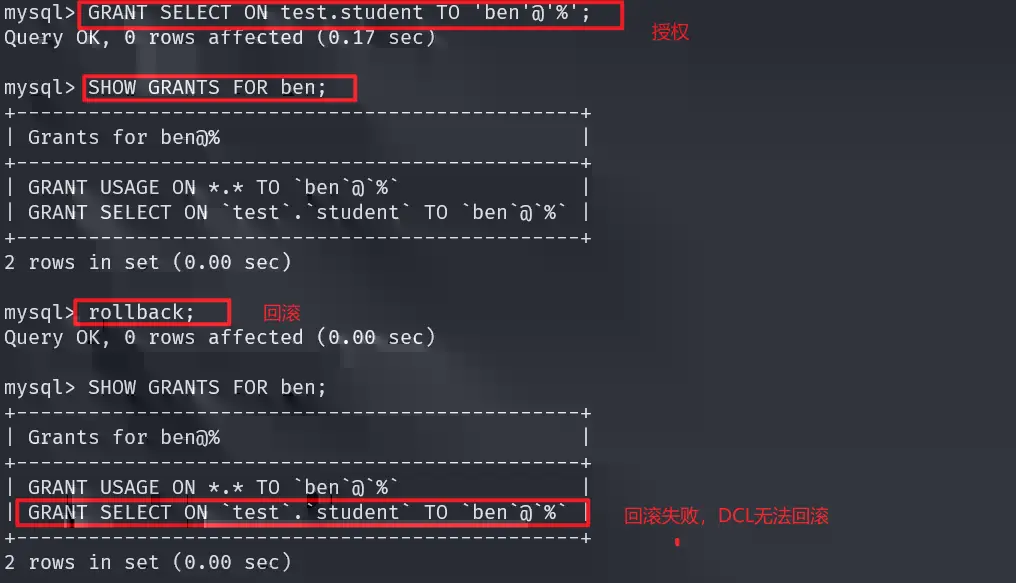 mysql> GRANT SELECT ON test.student TO 'ben'@'%';
Query OK, 0 rows affected (0.17 sec)
授权
mysql> SHOW GRANTS FOR ben;
+-----------------------------------------------+
| Grants for ben@%                              |
+-----------------------------------------------+
| GRANT USAGE ON *.* TO `ben`@`%`               |
| GRANT SELECT ON `test`.`student` TO `ben`@`%` |
+-----------------------------------------------+
2 rows in set (0.00 sec)
mysql> rollback;
回滚
Query OK, 0 rows affected (0.00 sec)
mysql> SHOW GRANTS FOR ben;
+-----------------------------------------------+
| Grants for ben@%                              |
+-----------------------------------------------+
| GRANT USAGE ON *.* TO `ben`@`%`               |
| GRANT SELECT ON `test`.`student` TO `ben`@`%` |
回滚失败，DCL无法回滚
+-----------------------------------------------+
2 rows in set (0.00 sec)